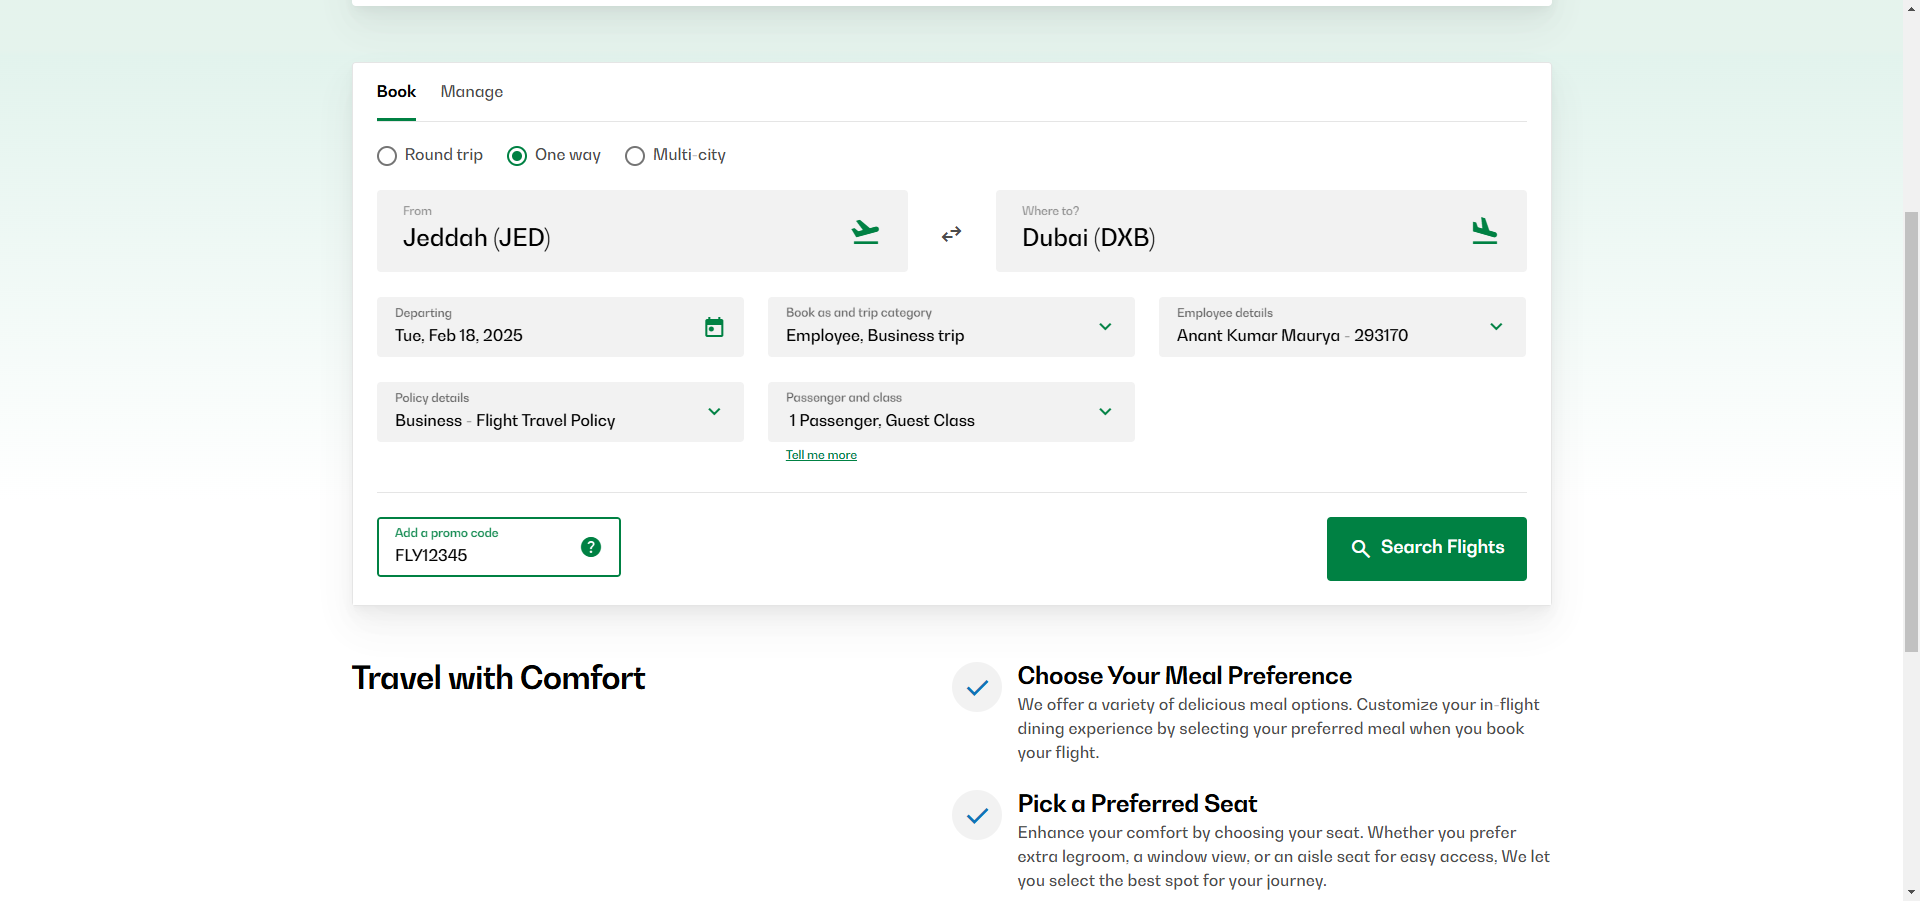 Book
Manage
Round trip
One way
Multi-city
From
Jeddah (JED)
Where to?
Dubai (DXB)
Departing
Tue, Feb 18, 2025
Book as and trip category
Employee, Business trip
Employee details
Anant Kumar Maurya - 293170
Policy details
Business - Flight Travel Policy
Passenger and class
1 Passenger, Guest Class
Tell me more
Add a promo code
FLY12345
?
Search Flights
Travel with Comfort
Choose Your Meal Preference
We offer a variety of delicious meal options. Customize your in-flight
dining experience by selecting your preferred meal when you book
your flight.
Pick a Preferred Seat
Enhance your comfort by choosing your seat. Whether you prefer
extra legroom, a window view, or an aisle seat for easy access, We let
you select the best spot for your journey.